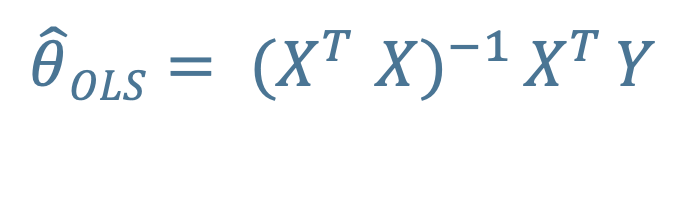 θ̂_OLS = (X^T X)^−1 X^T Y